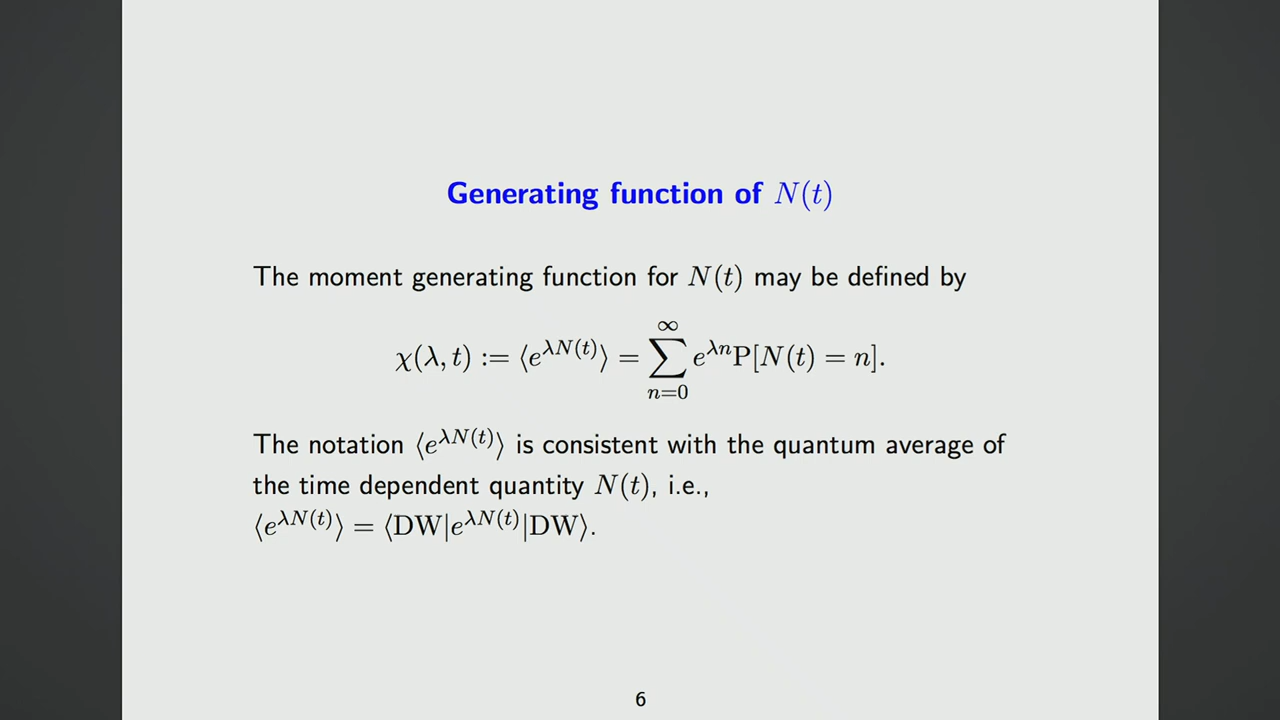 Generating function of N(t)
The moment generating function for N(t) may be defined by
χ(λ, t) := ⟨e^{λN(t)}⟩ = ∑_{n=0}^{∞} e^{λn}P[N(t) = n].
The notation ⟨e^{λN(t)}⟩ is consistent with the quantum average of
the time dependent quantity N(t), i.e.,
⟨e^{λN(t)}⟩ = ⟨DW|e^{λN(t)}|DW⟩.
6